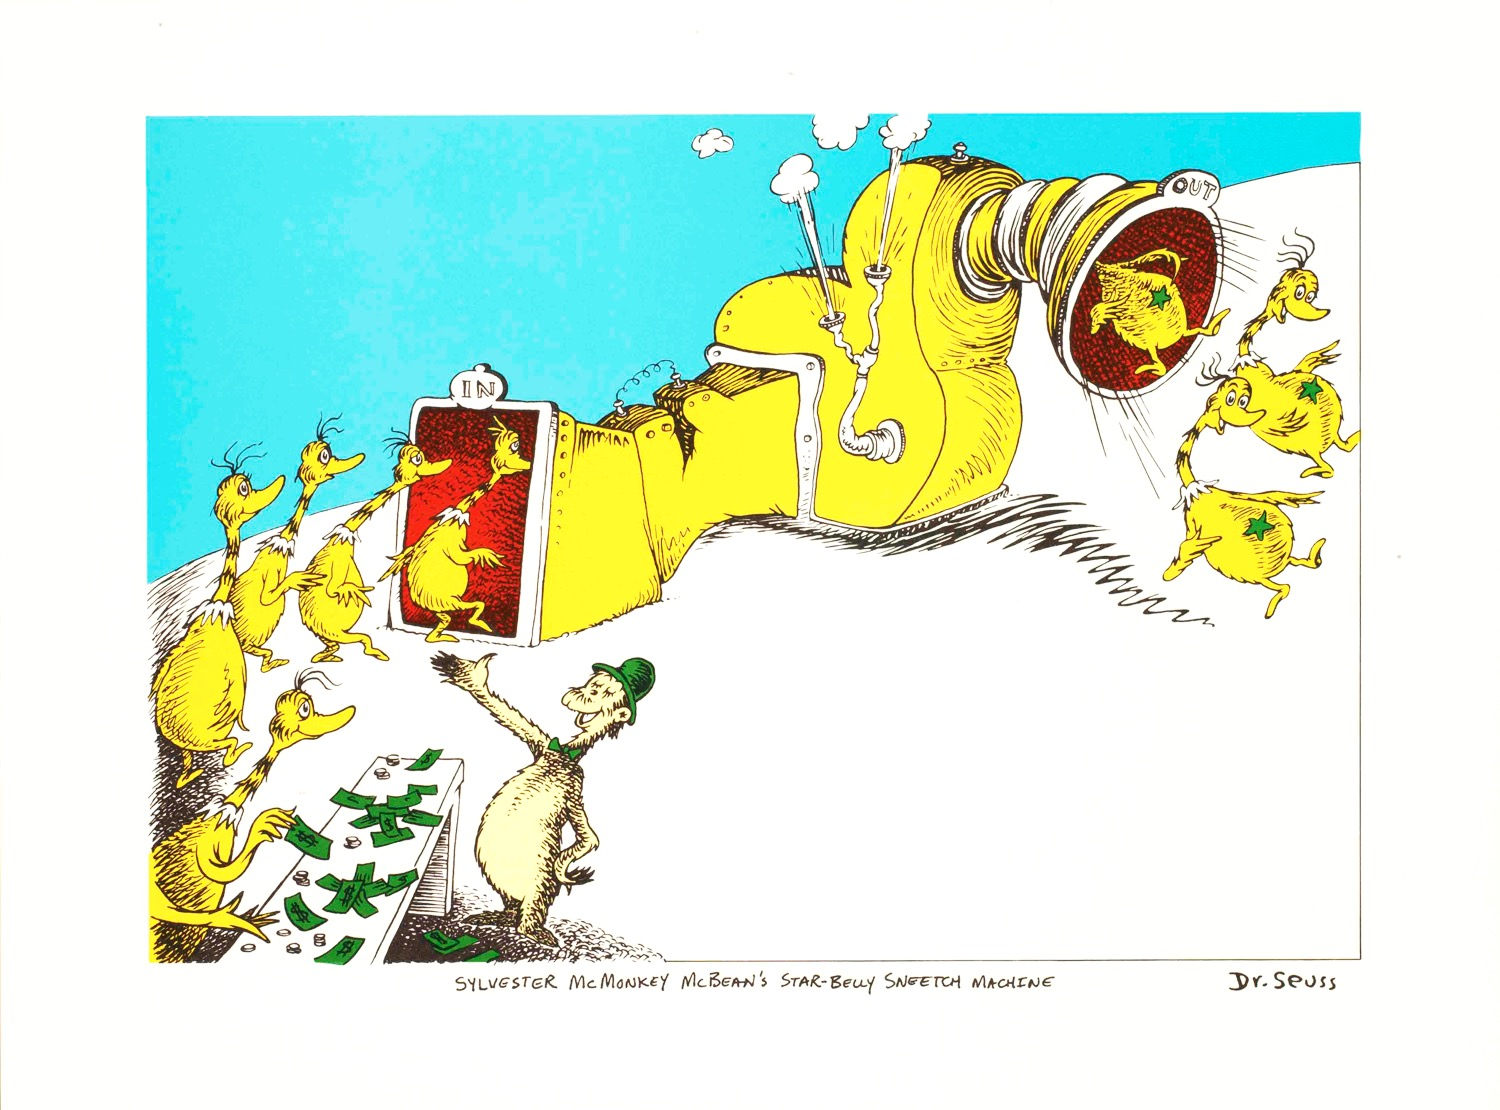 OUT
IN
$
$
$
$
$
SYLVESTER McMONKEY McBEAN'S STAR-BELLY SNEETCH MACHINE
Dr. Seuss